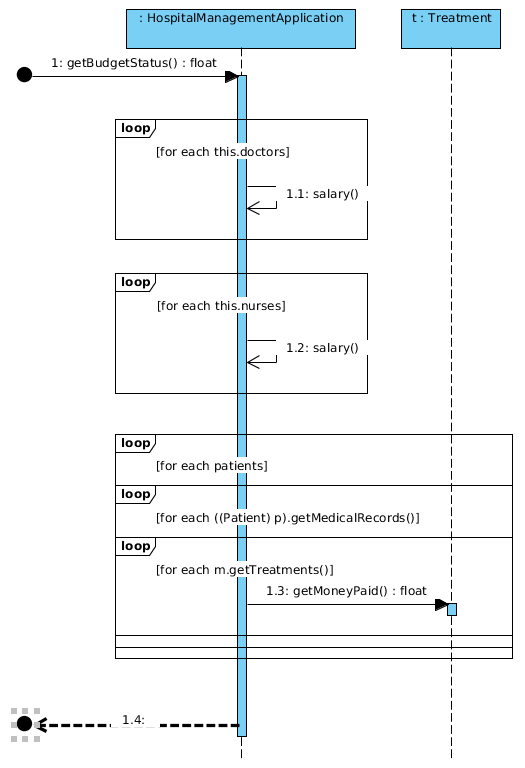 : HospitalManagementApplication
t : Treatment
1: getBudgetStatus() : float
loop
[for each this.doctors]
1.1: salary()
loop
[for each this.nurses]
1.2: salary()
loop
[for each patients]
loop
[for each ((Patient) p).getMedicalRecords()]
loop
[for each m.getTreatments()]
1.3: getMoneyPaid() : float
1.4: